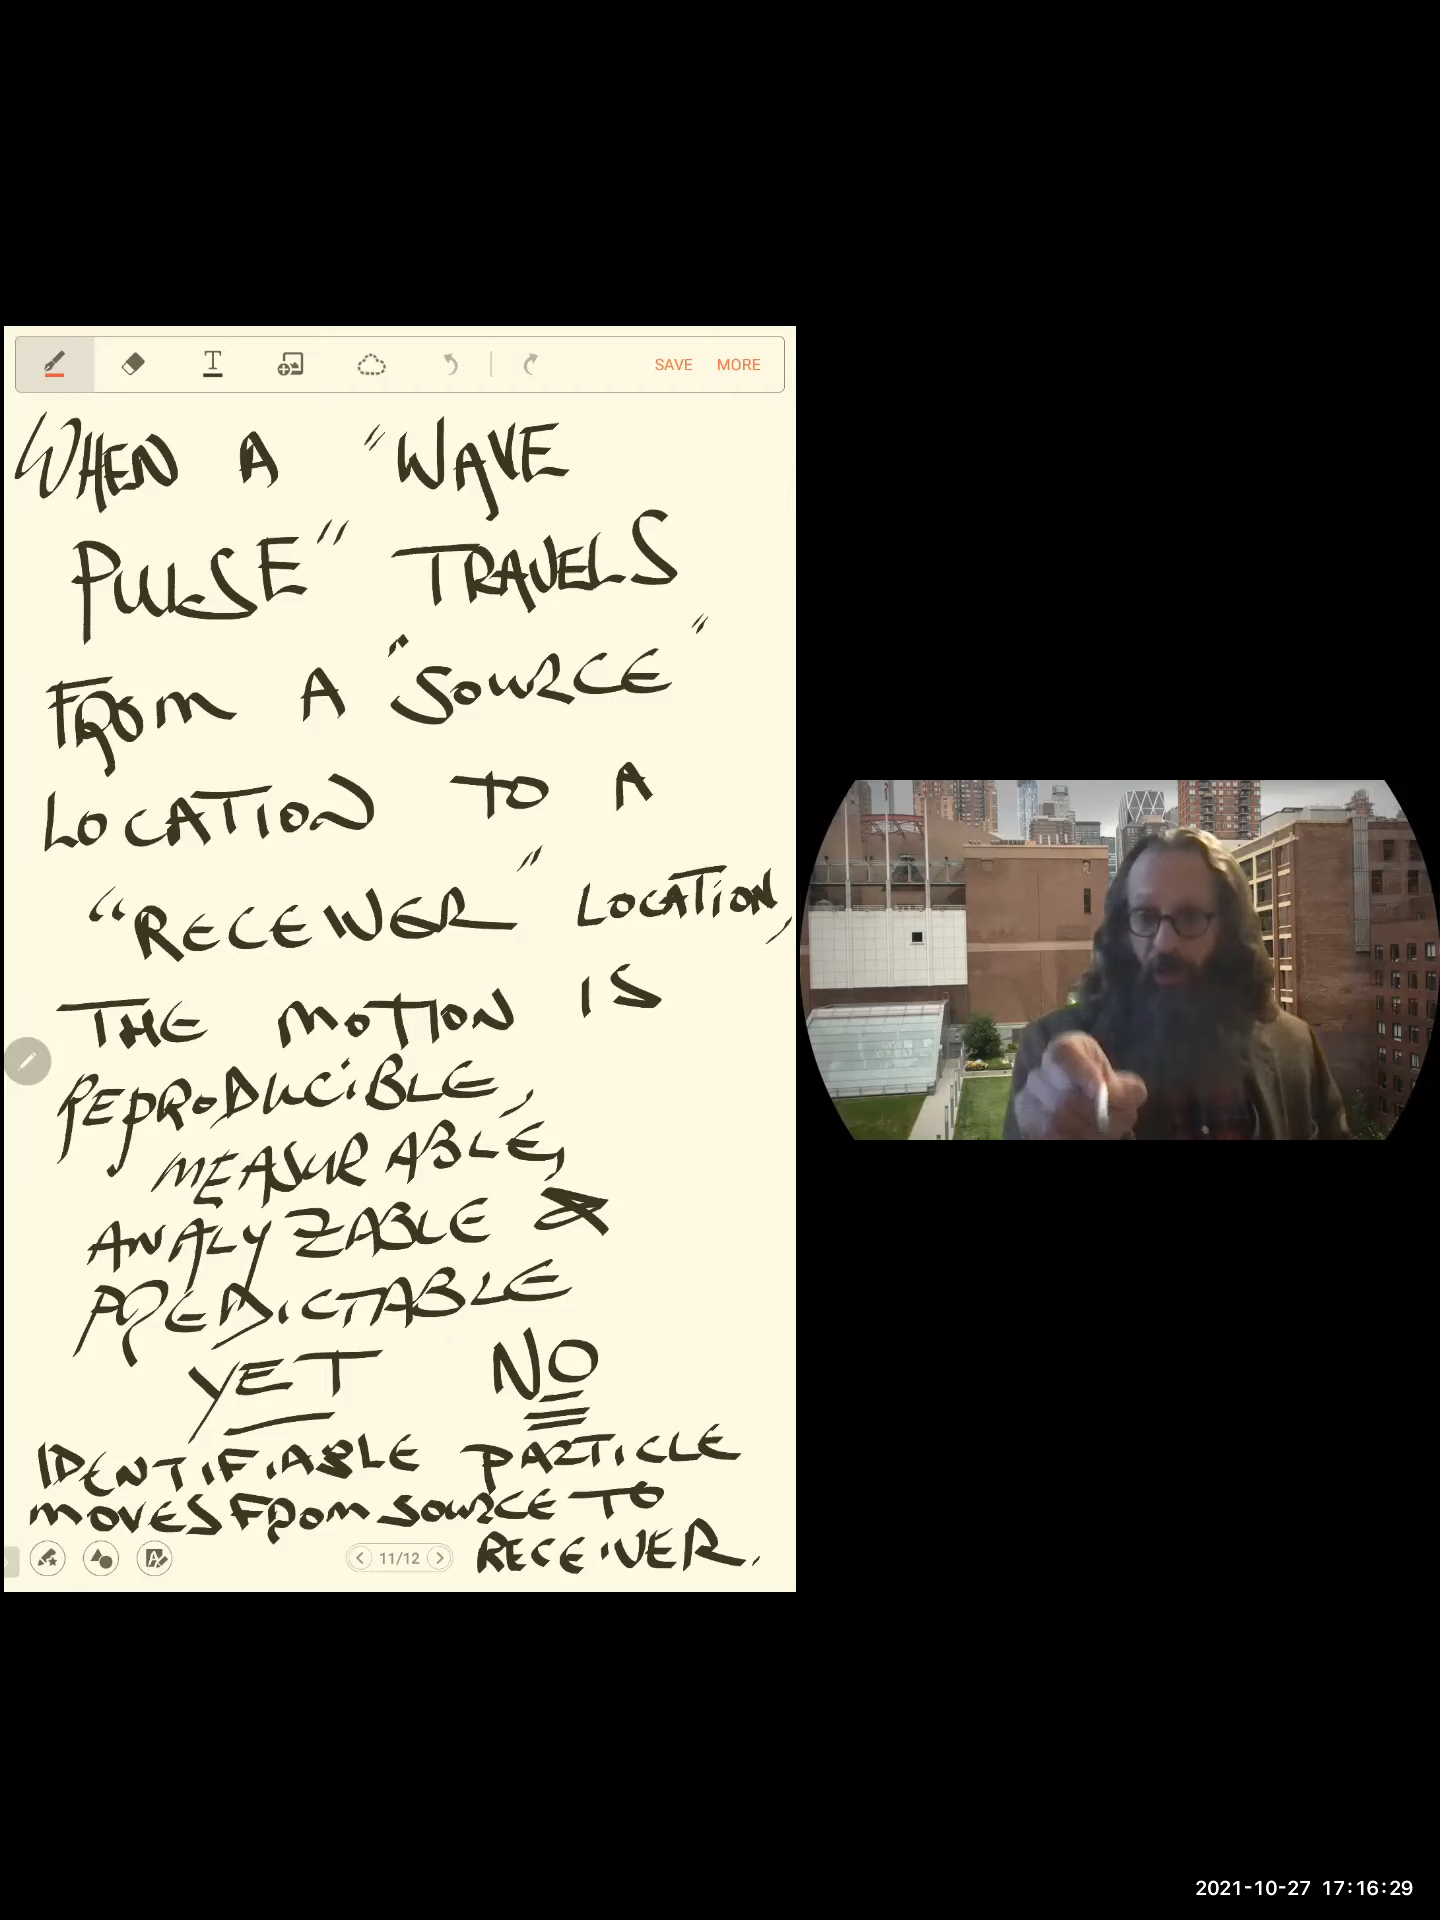 T
SAVE MORE
WHEN A "WAVE
PULSE" TRAVELS
FROM A "SOURCE"
LOCATION TO A
"RECEIVER" LOCATION,
THE MOTION IS
REPRODUCIBLE,
MEASURABLE,
ANALYZABLE &
PREDICTABLE
YET NO
IDENTIFIABLE PARTICLE
MOVES FROM SOURCE TO
RECEIVER.
11/12
2021-10-27 17:16:29